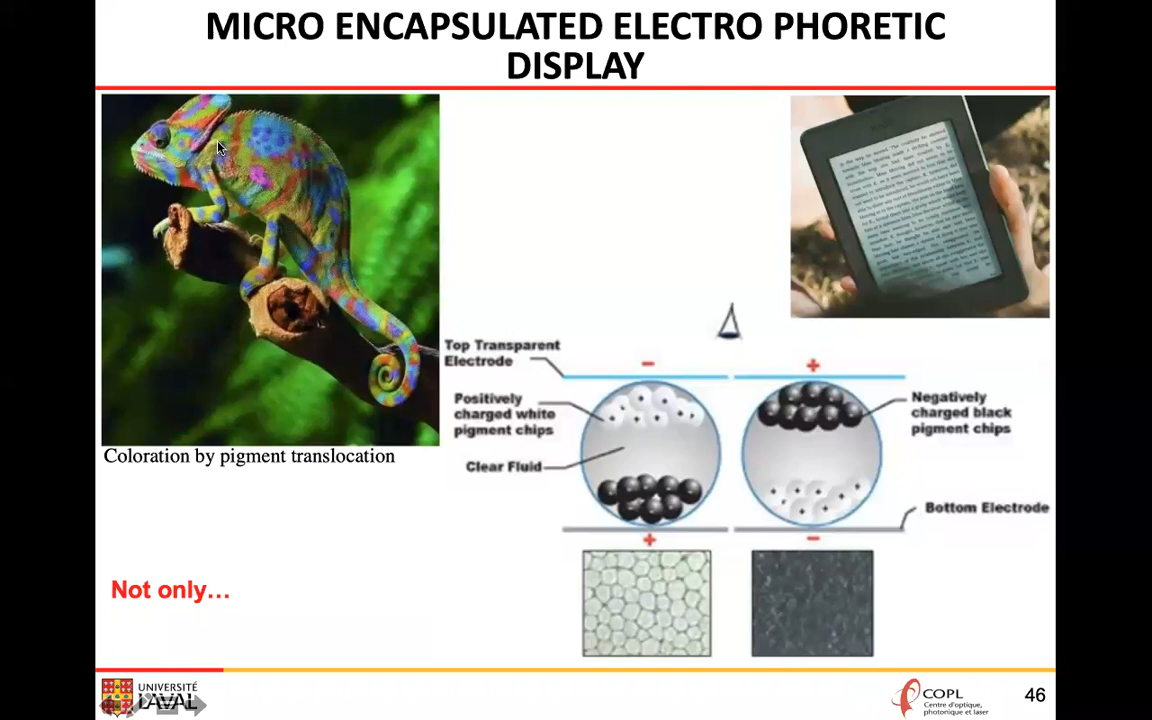 MICRO ENCAPSULATED ELECTRO PHORETIC
DISPLAY
Coloration by pigment translocation
Not only…
Top Transparent
Electrode
Positively
charged white
pigment chips
Clear Fluid
Negatively
charged black
pigment chips
Bottom Electrode
UNIVERSITÉ
LAVAL
COPL
Centre d'optique,
photonique et laser
46